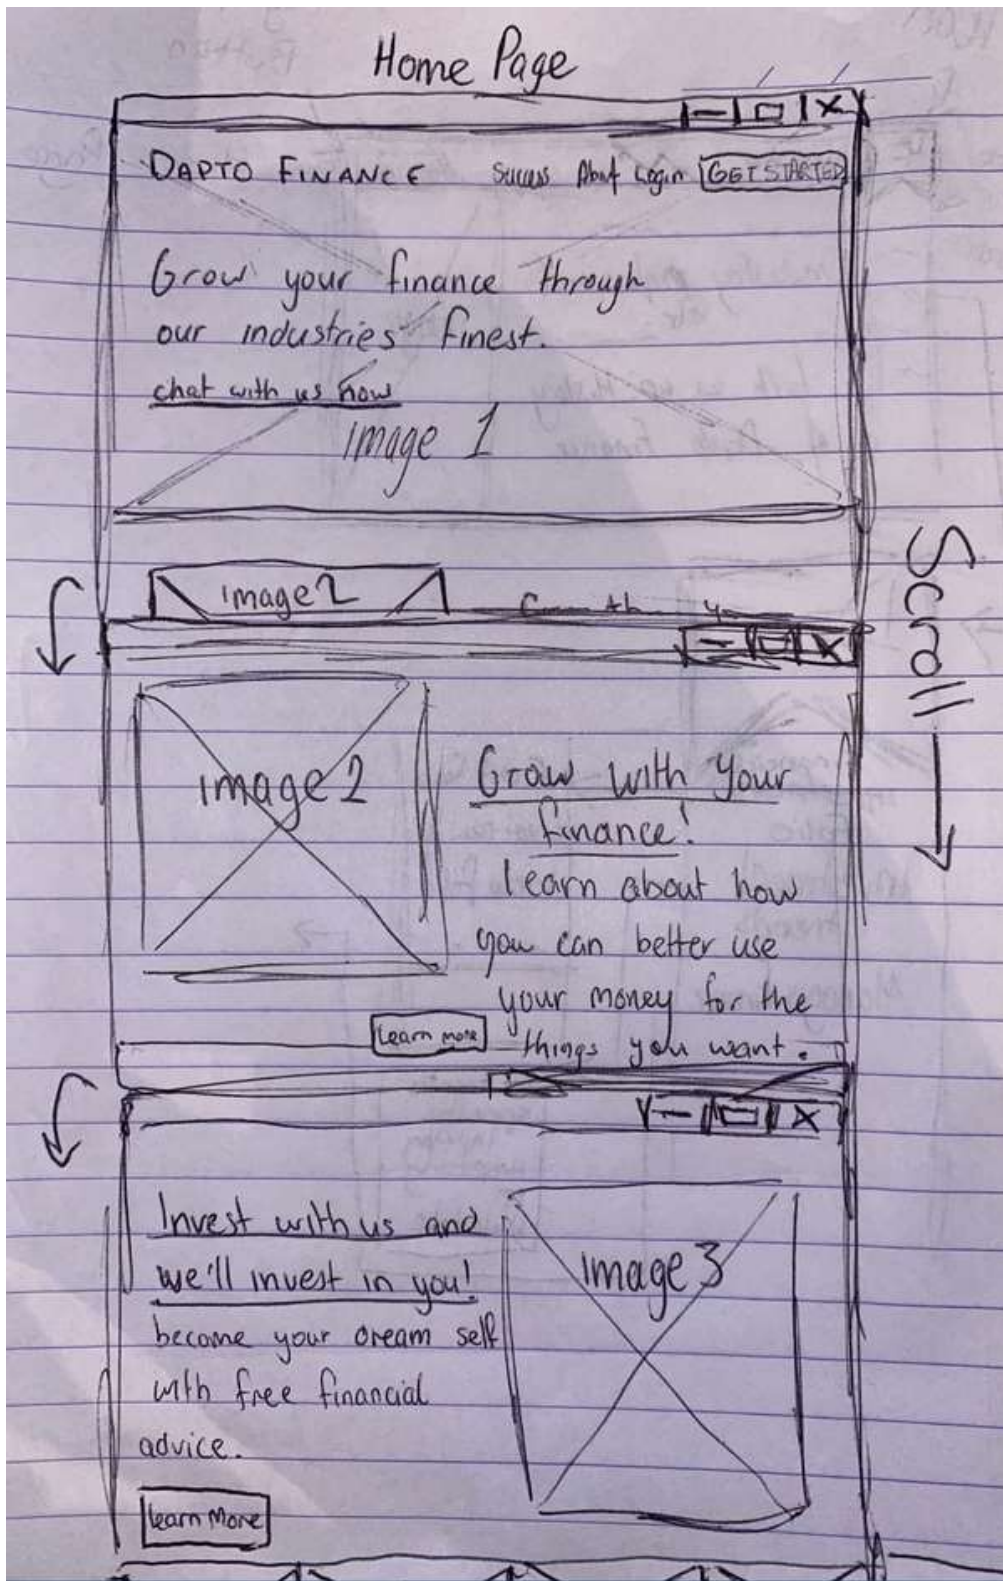 Home Page
DAPTO FINANCE Success About Login GET STARTED
Grow your finance through
our industries finest.
chat with us now
image 1
image 2
Scroll
image 2
Grow with your
finance!
learn about how
you can better use
your money for the
things you want.
Learn more
Invest with us and
we'll invest in you!
become your dream self
with free financial
advice.
image 3
Learn More